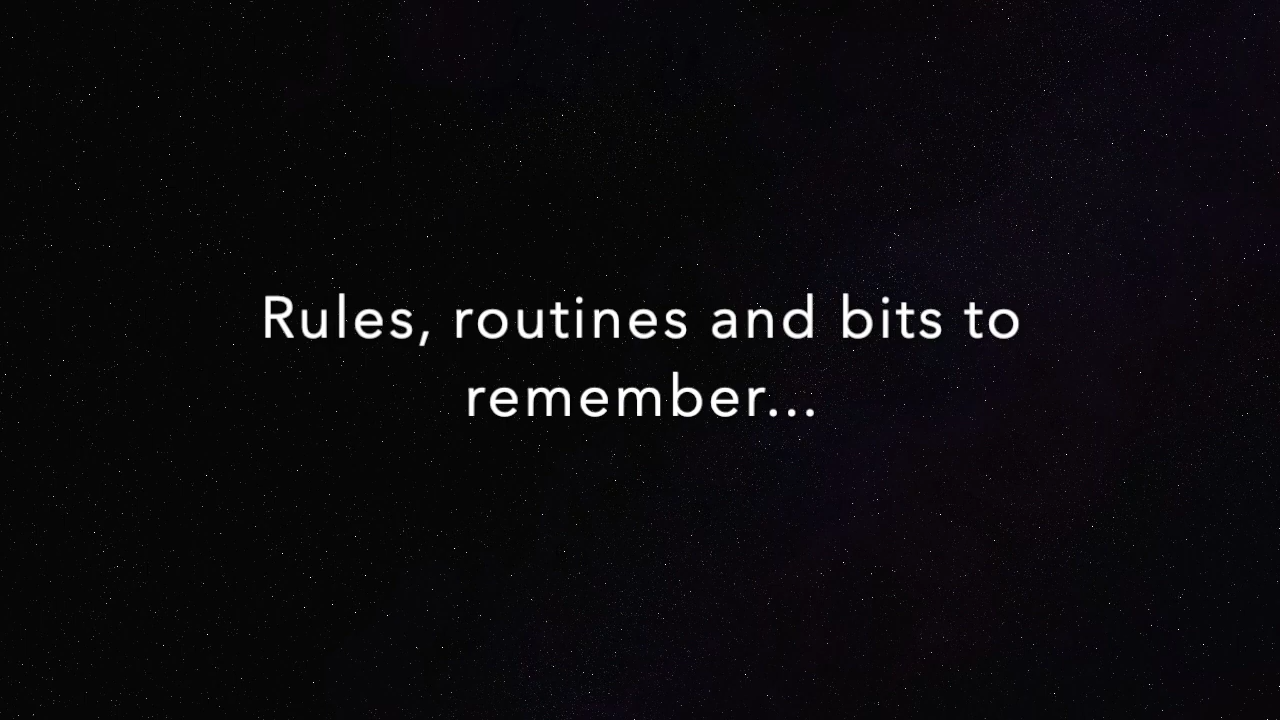 Rules, routines and bits to
remember...